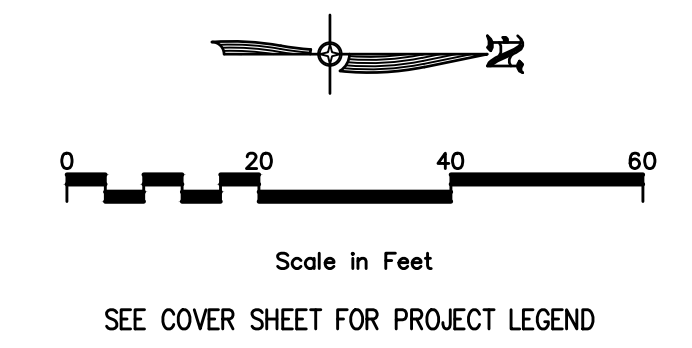 N
0 20 40 60
Scale in Feet
SEE COVER SHEET FOR PROJECT LEGEND